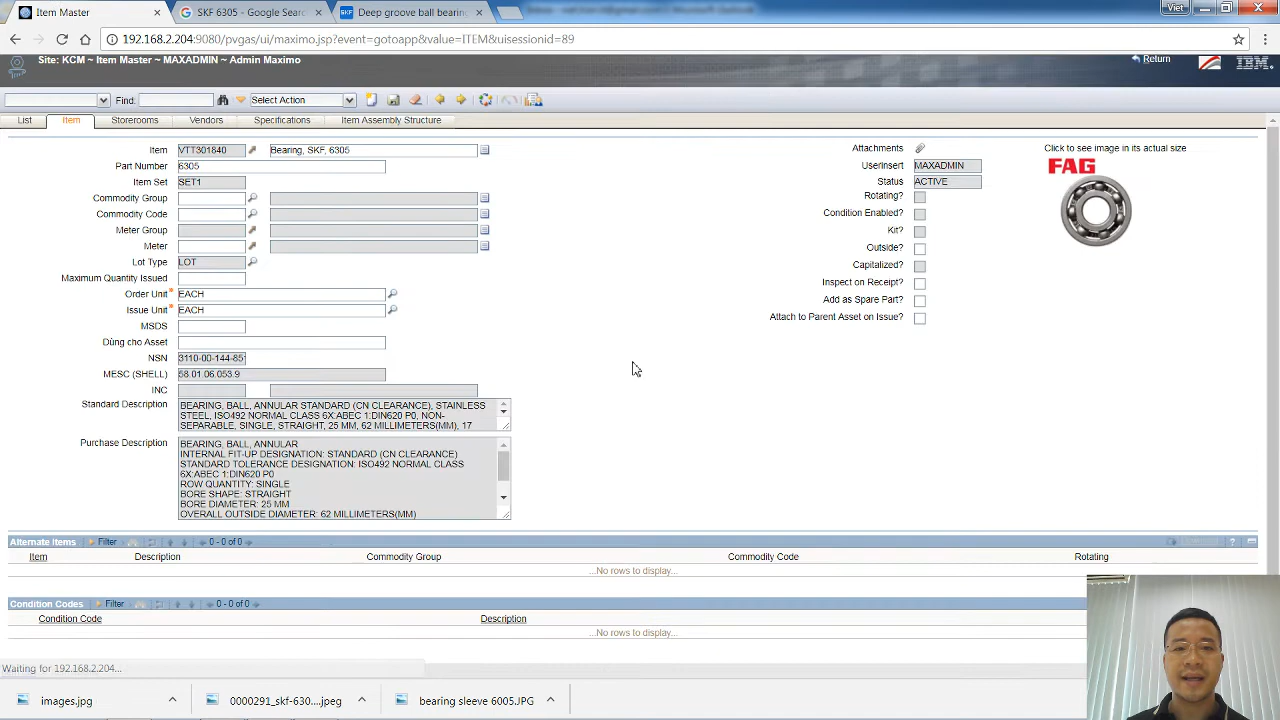 Item Master
SKF 6305 - Google Searc
SKF Deep groove ball bearin
Viet
192.168.2.204:9080/pvgas/ui/maximo.jsp?event=gotoapp&value=ITEM&uisessionid=89
Site: KCM ~ Item Master ~ MAXADMIN ~ Admin Maximo
Return
IBM
Find:
Select Action
List
Item
Storerooms
Vendors
Specifications
Item Assembly Structure
Item VTT301840 Bearing, SKF, 6305
Part Number 6305
Item Set SET1
Commodity Group
Commodity Code
Meter Group
Meter
Lot Type LOT
Maximum Quantity Issued
Order Unit * EACH
Issue Unit * EACH
MSDS
Dùng cho Asset
NSN 3110-00-144-85
MESC (SHELL) 58.01.06.053.9
INC
Standard Description BEARING, BALL, ANNULAR STANDARD (CN CLEARANCE), STAINLESS
STEEL, ISO492 NORMAL CLASS 6X:ABEC 1:DIN620 P0, NON-
SEPARABLE, SINGLE, STRAIGHT, 25 MM, 62 MILLIMETERS(MM), 17
Purchase Description BEARING, BALL, ANNULAR
INTERNAL FIT-UP DESIGNATION: STANDARD (CN CLEARANCE)
STANDARD TOLERANCE DESIGNATION: ISO492 NORMAL CLASS
6X:ABEC 1:DIN620 P0
ROW QUANTITY: SINGLE
BORE SHAPE: STRAIGHT
BORE DIAMETER: 25 MM
OVERALL OUTSIDE DIAMETER: 62 MILLIMETERS(MM)
Attachments
UserInsert MAXADMIN
Status ACTIVE
Rotating?
Condition Enabled?
Kit?
Outside?
Capitalized?
Inspect on Receipt?
Add as Spare Part?
Attach to Parent Asset on Issue?
Click to see image in its actual size
FAG
Alternate Items Filter 0 - 0 of 0
Item Description Commodity Group Commodity Code Rotating
...No rows to display...
Condition Codes Filter 0 - 0 of 0
Condition Code Description
...No rows to display...
Waiting for 192.168.2.204...
images.jpg
0000291_skf-630....jpeg
bearing sleeve 6005.JPG